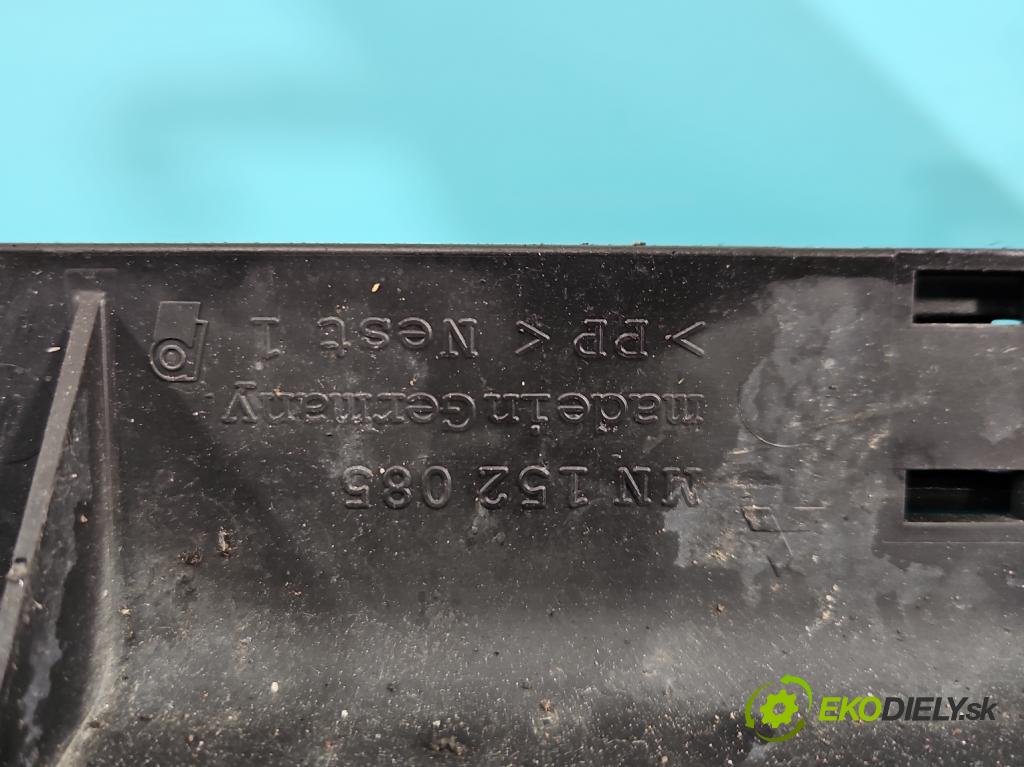 MN 152 085
made in Germany
> PP < Nest 1
EKODIELY.sk